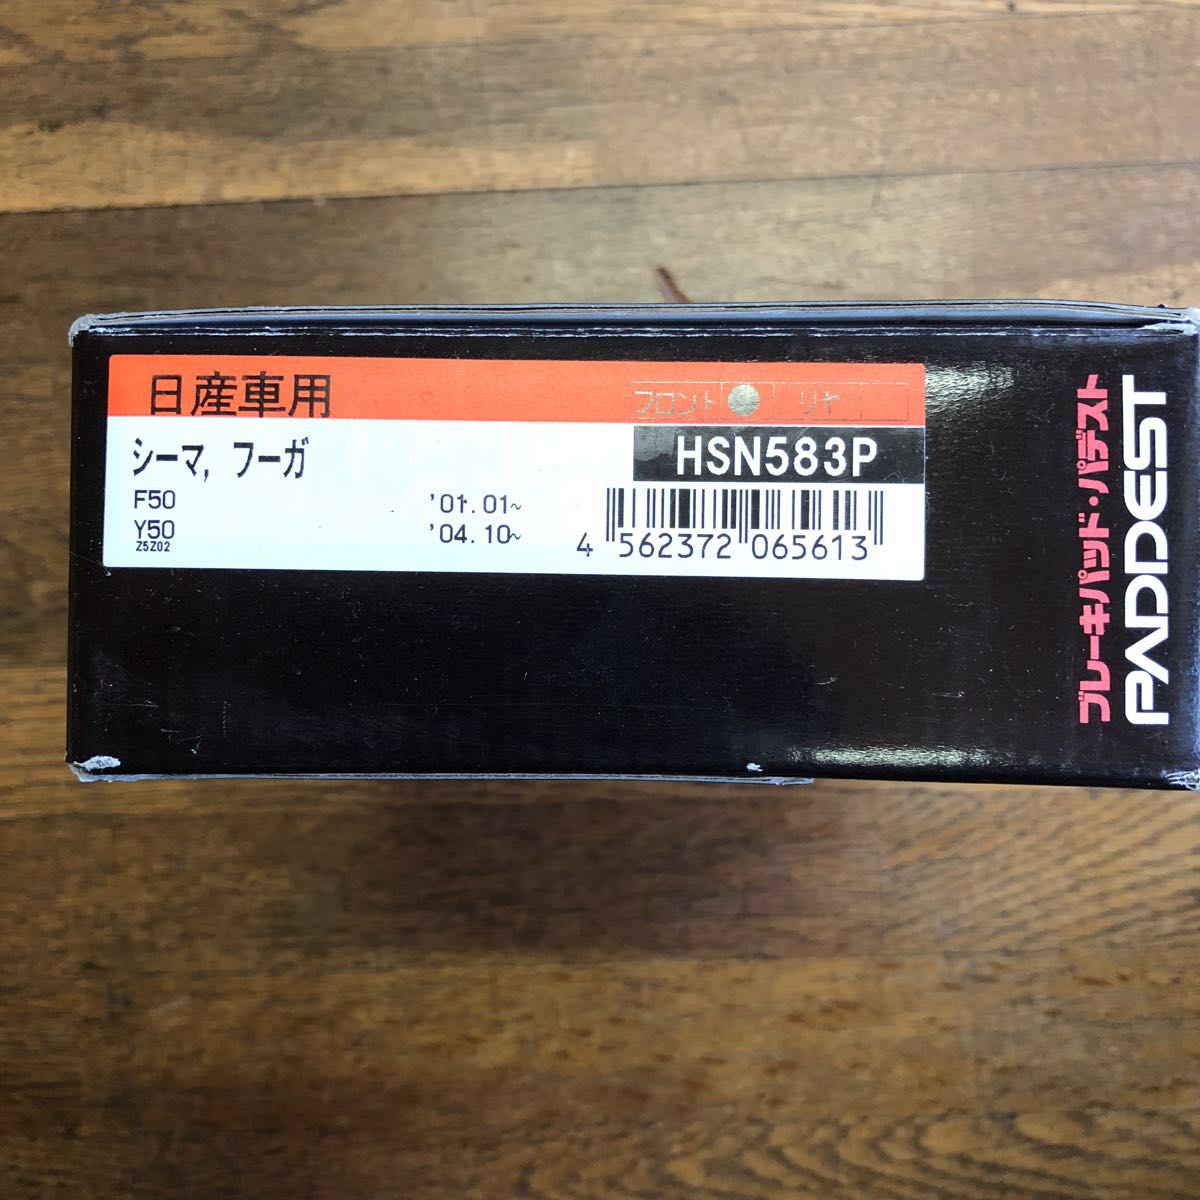 日産車用
フロント ● リヤ
シーマ, フーガ
HSN583P
F50 '01.01~
Y50 '04.10~
Z5Z02
4 562372 065613
ブレーキパッド・パデスト
PADDEST